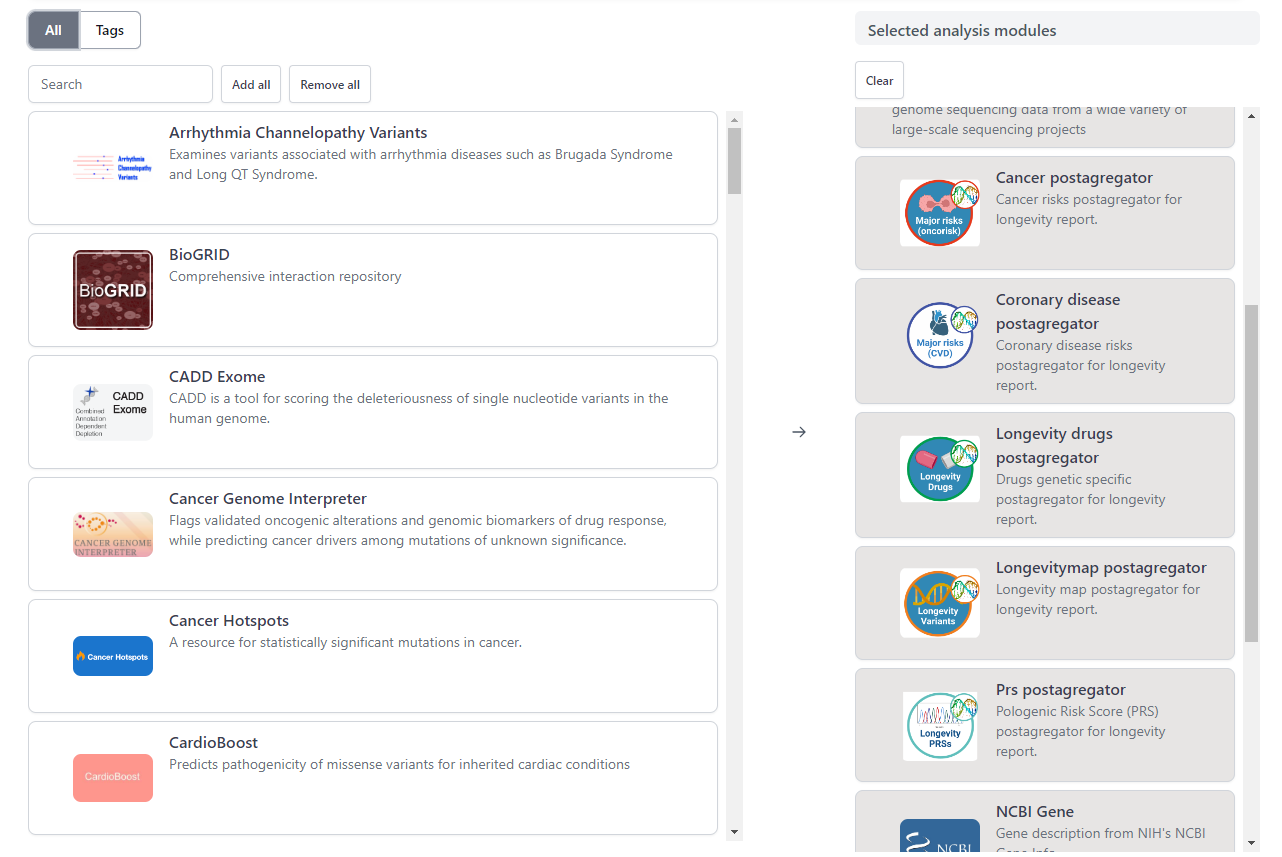 All
Tags
Search
Add all
Remove all
Arrhythmia Channelopathy Variants
Examines variants associated with arrhythmia diseases such as Brugada Syndrome
and Long QT Syndrome.
Arrhythmia
Channelopathy
Variants
BioGRID
Comprehensive interaction repository
BioGRID
CADD Exome
CADD is a tool for scoring the deleteriousness of single nucleotide variants in the
human genome.
CADD
Exome
Combined
Annotation
Dependent
Depletion
Cancer Genome Interpreter
Flags validated oncogenic alterations and genomic biomarkers of drug response,
while predicting cancer drivers among mutations of unknown significance.
CANCER GENOME
INTERPRETER
Cancer Hotspots
A resource for statistically significant mutations in cancer.
Cancer Hotspots
CardioBoost
Predicts pathogenicity of missense variants for inherited cardiac conditions
CardioBoost
→
Selected analysis modules
Clear
genome sequencing data from a wide variety of
large-scale sequencing projects
Cancer postagregator
Cancer risks postagregator for
longevity report.
Major risks
(oncorisk)
Coronary disease
postagregator
Coronary disease risks
postagregator for longevity
report.
Major risks
(CVD)
Longevity drugs
postagregator
Drugs genetic specific
postagregator for longevity
report.
Longevity
Drugs
Longevitymap postagregator
Longevity map postagregator for
longevity report.
Longevity
Variants
Prs postagregator
Pologenic Risk Score (PRS)
postagregator for longevity
report.
Longevity
PRSs
NCBI Gene
Gene description from NIH's NCBI
Gene Info.
NCBI